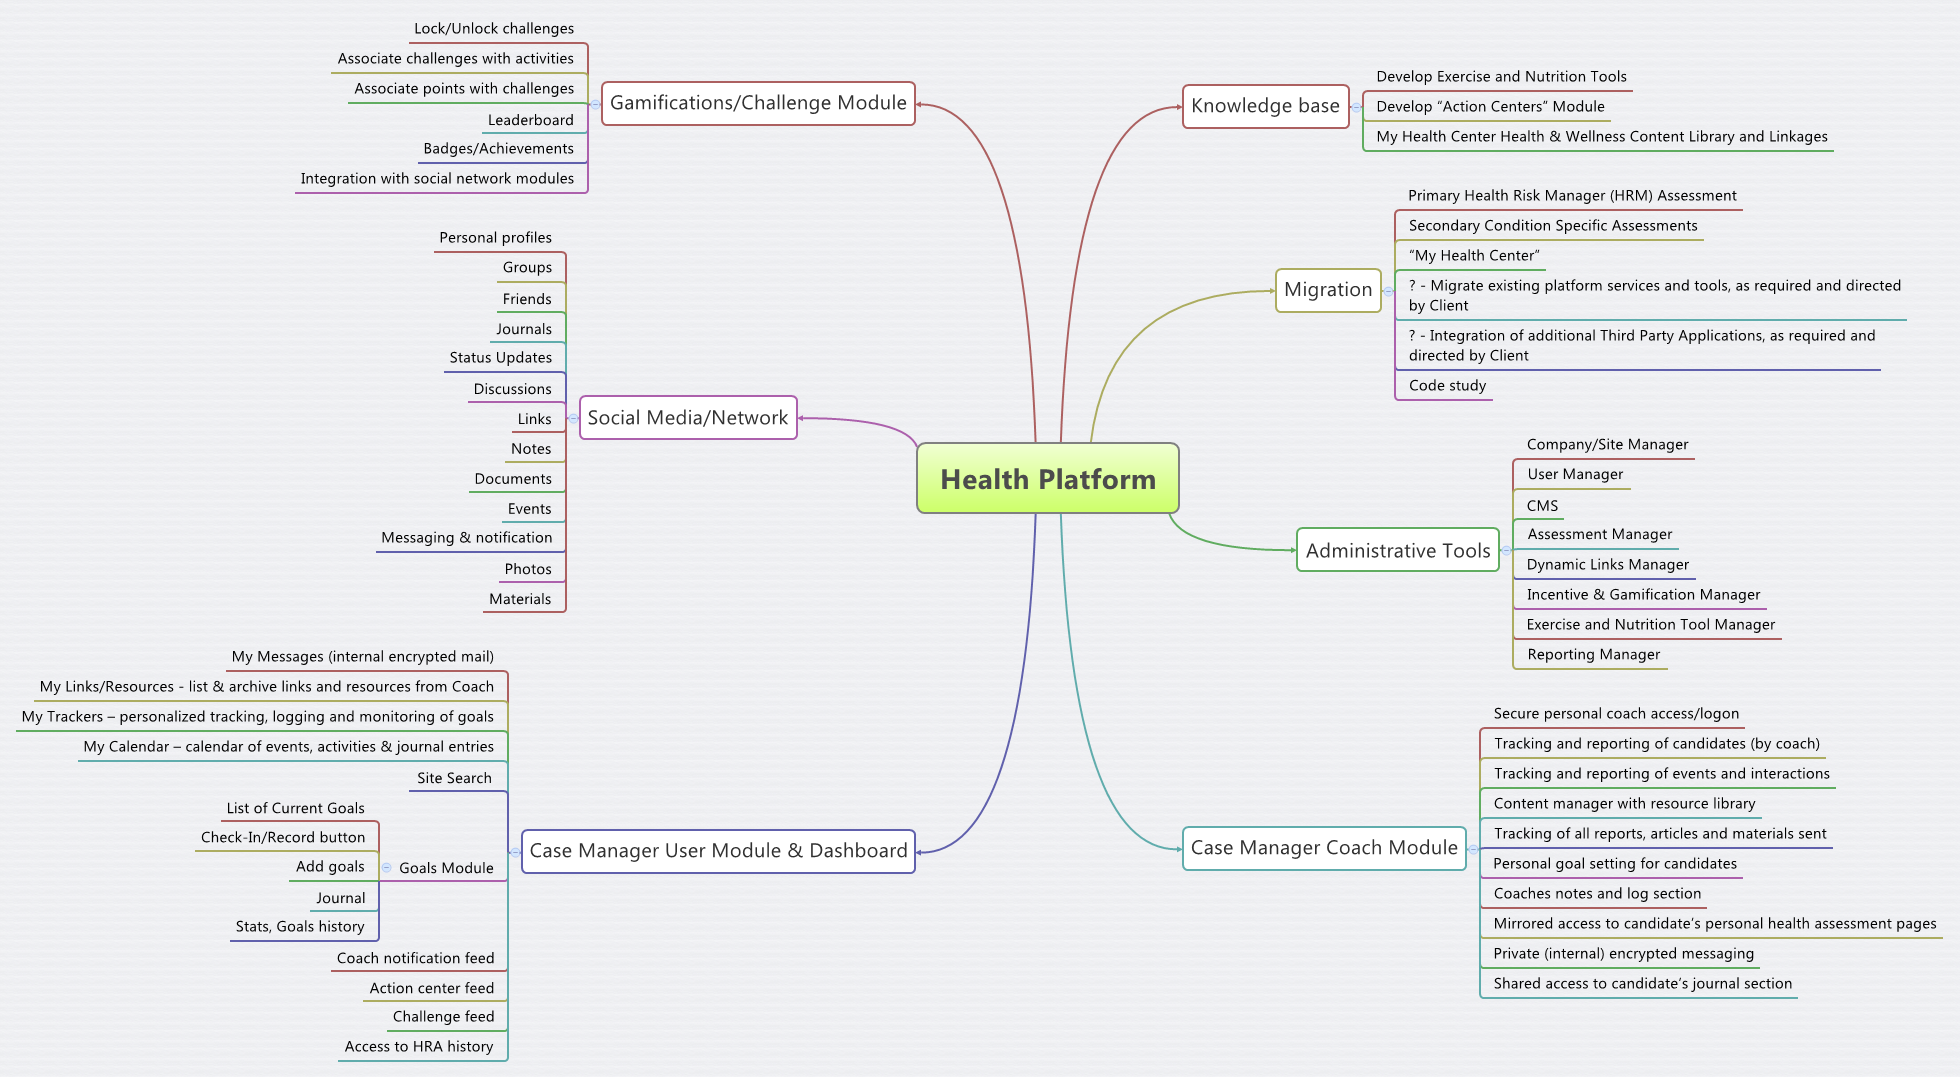 Lock/Unlock challenges
Associate challenges with activities
Associate points with challenges
Leaderboard
Badges/Achievements
Integration with social network modules
Gamifications/Challenge Module
Personal profiles
Groups
Friends
Journals
Status Updates
Discussions
Links
Notes
Documents
Events
Messaging & notification
Photos
Materials
Social Media/Network
My Messages (internal encrypted mail)
My Links/Resources - list & archive links and resources from Coach
My Trackers – personalized tracking, logging and monitoring of goals
My Calendar – calendar of events, activities & journal entries
Site Search
List of Current Goals
Check-In/Record button
Add goals
Journal
Stats, Goals history
Goals Module
Coach notification feed
Action center feed
Challenge feed
Access to HRA history
Case Manager User Module & Dashboard
Health Platform
Knowledge base
Develop Exercise and Nutrition Tools
Develop “Action Centers” Module
My Health Center Health & Wellness Content Library and Linkages
Migration
Primary Health Risk Manager (HRM) Assessment
Secondary Condition Specific Assessments
“My Health Center”
? - Migrate existing platform services and tools, as required and directed
by Client
? - Integration of additional Third Party Applications, as required and
directed by Client
Code study
Administrative Tools
Company/Site Manager
User Manager
CMS
Assessment Manager
Dynamic Links Manager
Incentive & Gamification Manager
Exercise and Nutrition Tool Manager
Reporting Manager
Case Manager Coach Module
Secure personal coach access/logon
Tracking and reporting of candidates (by coach)
Tracking and reporting of events and interactions
Content manager with resource library
Tracking of all reports, articles and materials sent
Personal goal setting for candidates
Coaches notes and log section
Mirrored access to candidate’s personal health assessment pages
Private (internal) encrypted messaging
Shared access to candidate’s journal section